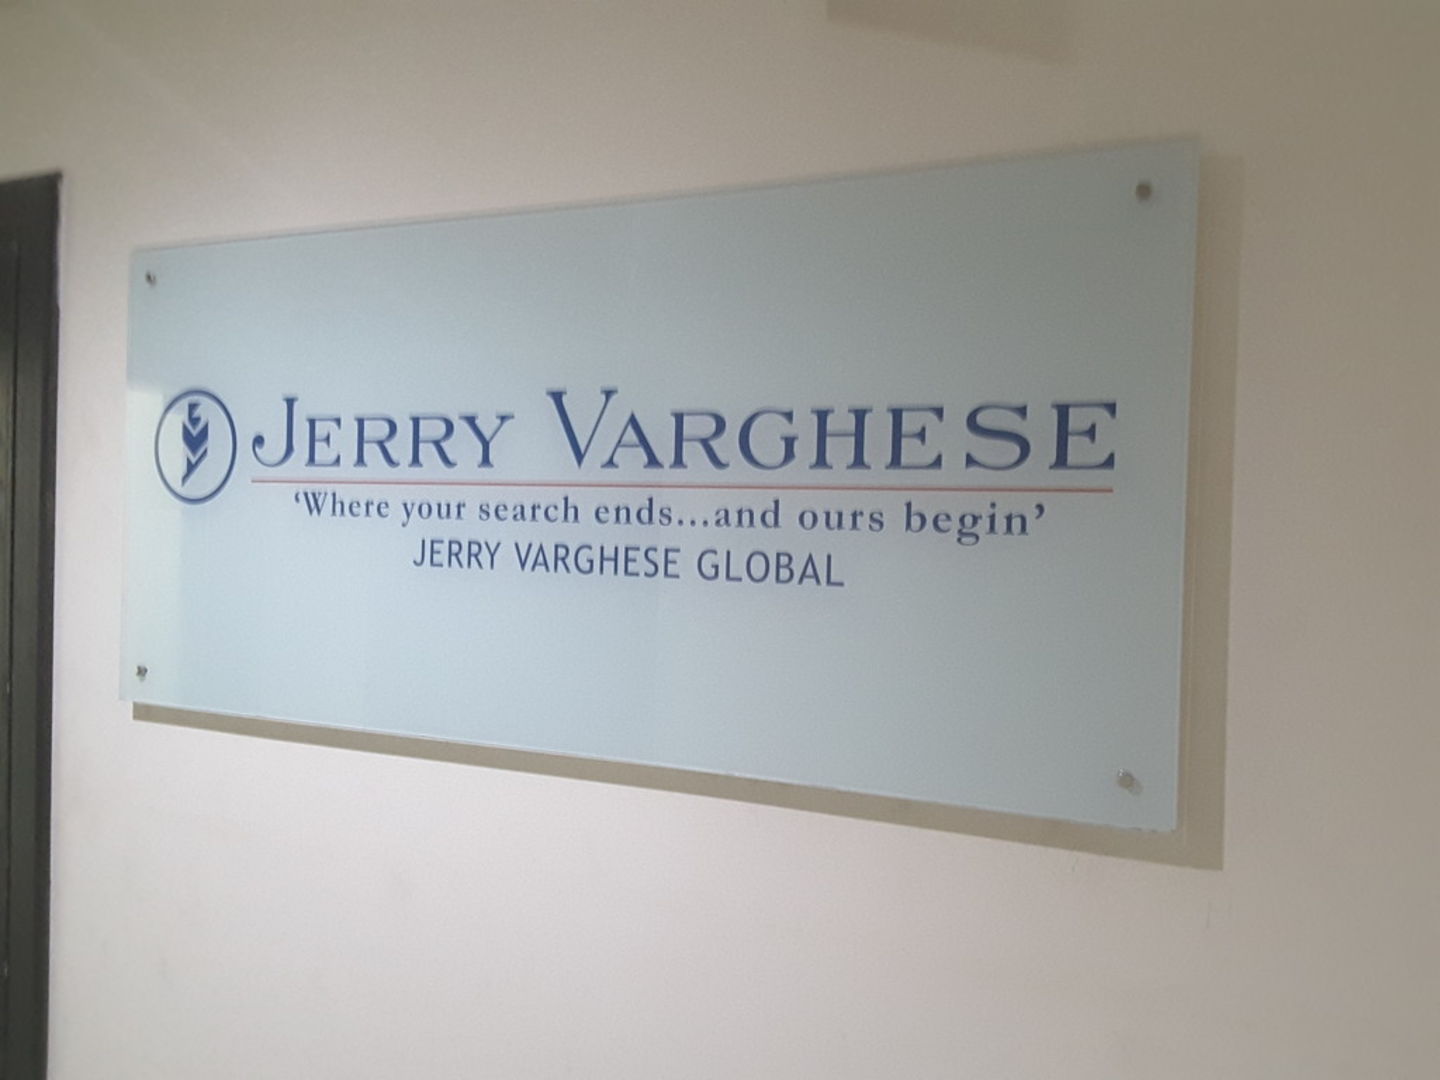 JERRY VARGHESE
‘Where your search ends...and ours begin’
JERRY VARGHESE GLOBAL